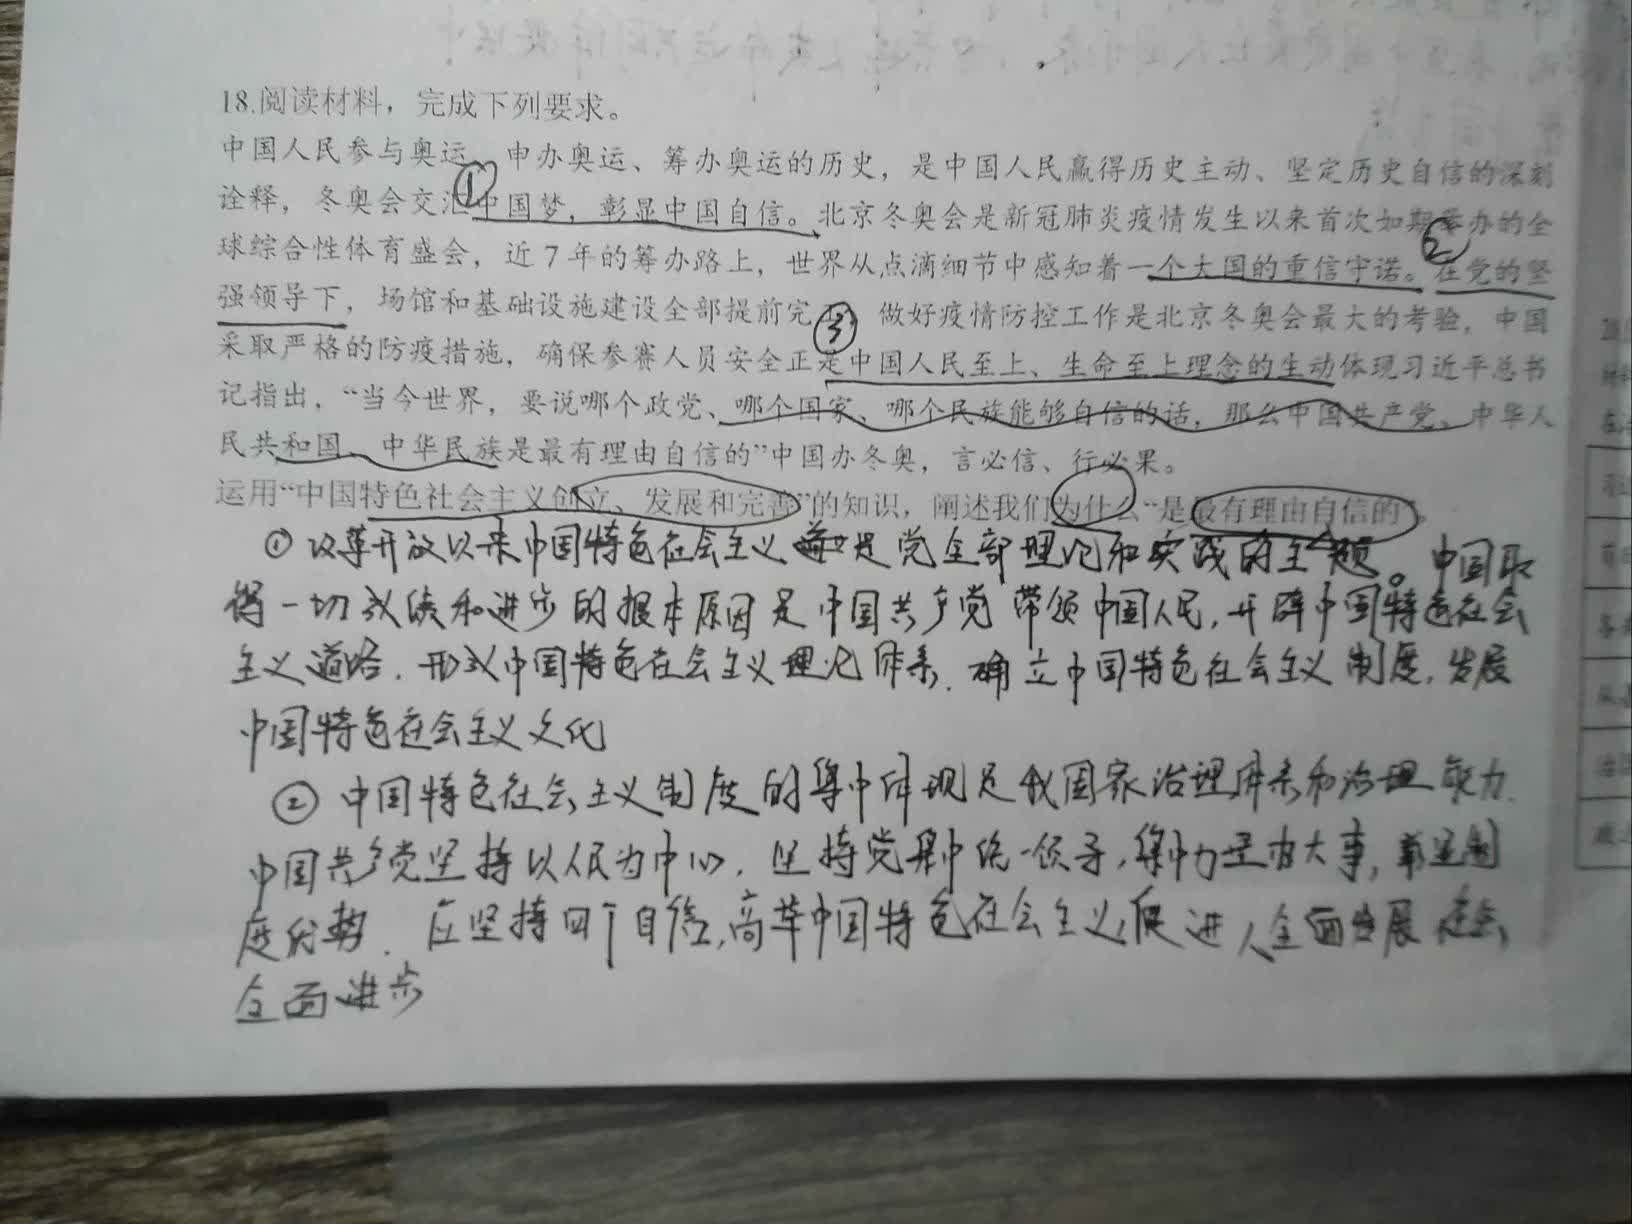 18.阅读材料，完成下列要求。
中国人民参与奥运、申办奥运、筹办奥运的历史，是中国人民赢得历史主动、坚定历史自信的深刻
诠释，冬奥会交汇中国梦，彰显中国自信。北京冬奥会是新冠肺炎疫情发生以来首次如期举办的全
球综合性体育盛会，近7年的筹办路上，世界从点滴细节中感知着一个大国的重信守诺。在党的坚
强领导下，场馆和基础设施建设全部提前完 做好疫情防控工作是北京冬奥会最大的考验，中国
采取严格的防疫措施，确保参赛人员安全正是中国人民至上、生命至上理念的生动体现习近平总书
记指出，“当今世界，要说哪个政党、哪个国家、哪个民族能够自信的话，那么中国共产党、中华人
民共和国、中华民族是最有理由自信的”中国办冬奥，言必信、行必果。
运用“中国特色社会主义创立、发展和完善”的知识，阐述我们为什么“是最有理由自信的
①改革开放以来中国特色社会主义是党全部理论和实践的主题。中国取
得一切成绩和进步的根本原因是中国共产党带领中国人民，开辟中国特色社会
主义道路．形成中国特色社会主义理论体系．确立中国特色社会主义制度．发展
中国特色社会主义文化
②中国特色社会主义制度的集中体现是我国家治理体系和治理能力．
中国共产党坚持以人民为中心．坚持党集中统一领导，集中力量办大事，彰显制
度优势．应坚持四个自信，高举中国特色社会主义，促进人全面发展 社会
全面进步
①
②
③